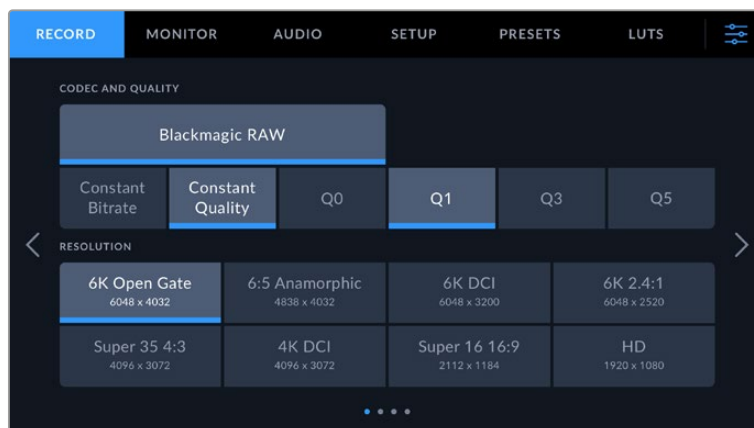 RECORD MONITOR AUDIO SETUP PRESETS LUTS
CODEC AND QUALITY
Blackmagic RAW
Constant Bitrate Constant Quality Q0 Q1 Q3 Q5
RESOLUTION
6K Open Gate 6:5 Anamorphic 6K DCI 6K 2.4:1
6048 x 4032 4838 x 4032 6048 x 3200 6048 x 2520
Super 35 4:3 4K DCI Super 16 16:9 HD
4096 x 3072 4096 x 3072 2112 x 1184 1920 x 1080